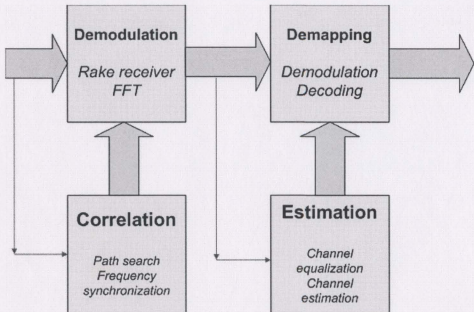 Demodulation
Rake receiver
FFT
Demapping
Demodulation
Decoding
Correlation
Path search
Frequency
synchronization
Estimation
Channel
equalization
Channel
estimation